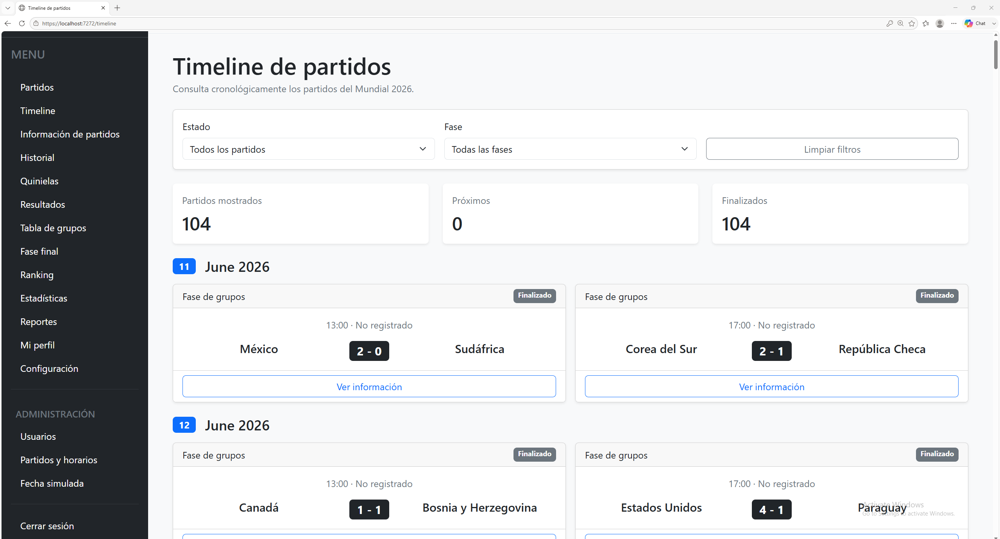 Timeline de partidos
https://localhost:7272/timeline
Chat
MENU
Partidos
Timeline
Información de partidos
Historial
Quinielas
Resultados
Tabla de grupos
Fase final
Ranking
Estadísticas
Reportes
Mi perfil
Configuración
ADMINISTRACIÓN
Usuarios
Partidos y horarios
Fecha simulada
Cerrar sesión
Timeline de partidos
Consulta cronológicamente los partidos del Mundial 2026.
Estado
Todos los partidos
Fase
Todas las fases
Limpiar filtros
Partidos mostrados
104
Próximos
0
Finalizados
104
11 June 2026
Fase de grupos Finalizado
13:00 · No registrado
México 2 - 0 Sudáfrica
Ver información
Fase de grupos Finalizado
17:00 · No registrado
Corea del Sur 2 - 1 República Checa
Ver información
12 June 2026
Fase de grupos Finalizado
13:00 · No registrado
Canadá 1 - 1 Bosnia y Herzegovina
Fase de grupos Finalizado
17:00 · No registrado
Estados Unidos 4 - 1 Paraguay
Activate Windows
Go to Settings to activate Windows.